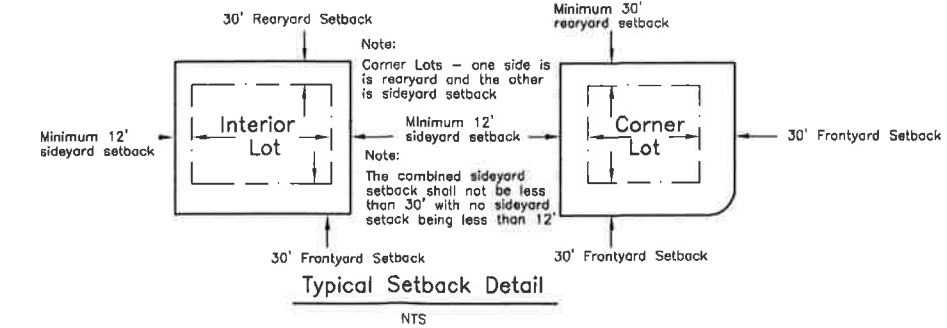 30' Rearyard Setback
Minimum 30'
rearyard setback
Note:
Corner Lots – one side is
is rearyard and the other
is sideyard setback
Interior
Lot
Corner
Lot
Minimum 12'
sideyard setback
MInimum 12'
sideyard setback
30' Frontyard Setback
Note:
The combined sideyard
setback shall not be less
than 30' with no sideyard
setack being less than 12'
30' Frontyard Setback
30' Frontyard Setback
Typical Setback Detail
NTS